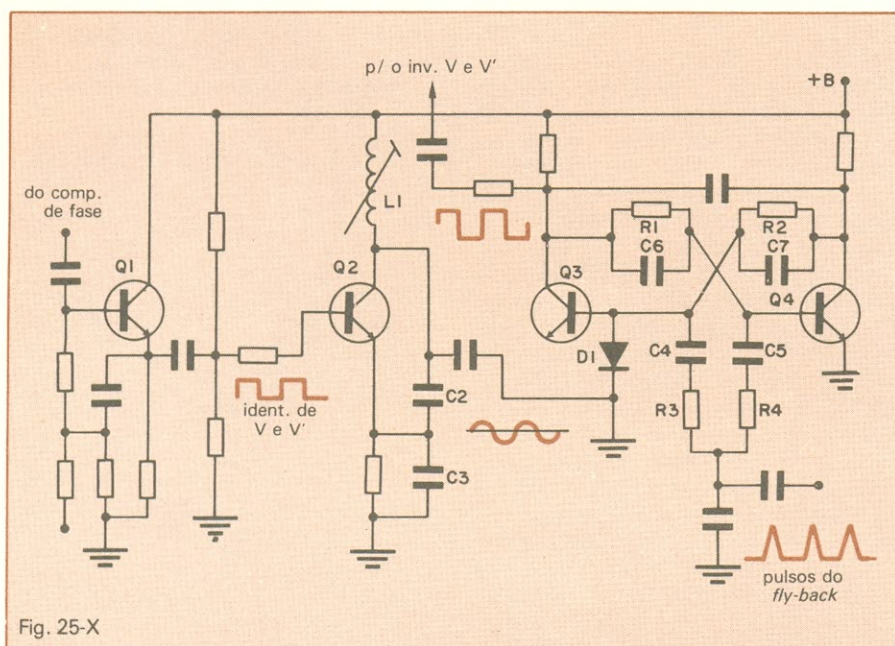 p/ o inv. V e V'
+B
do comp.
de fase
Q1
L1
Q2
ident. de
V e V'
C2
C3
R1
C6
R2
C7
Q3
Q4
D1
C4
C5
R3
R4
pulsos do
fly-back
Fig. 25-X